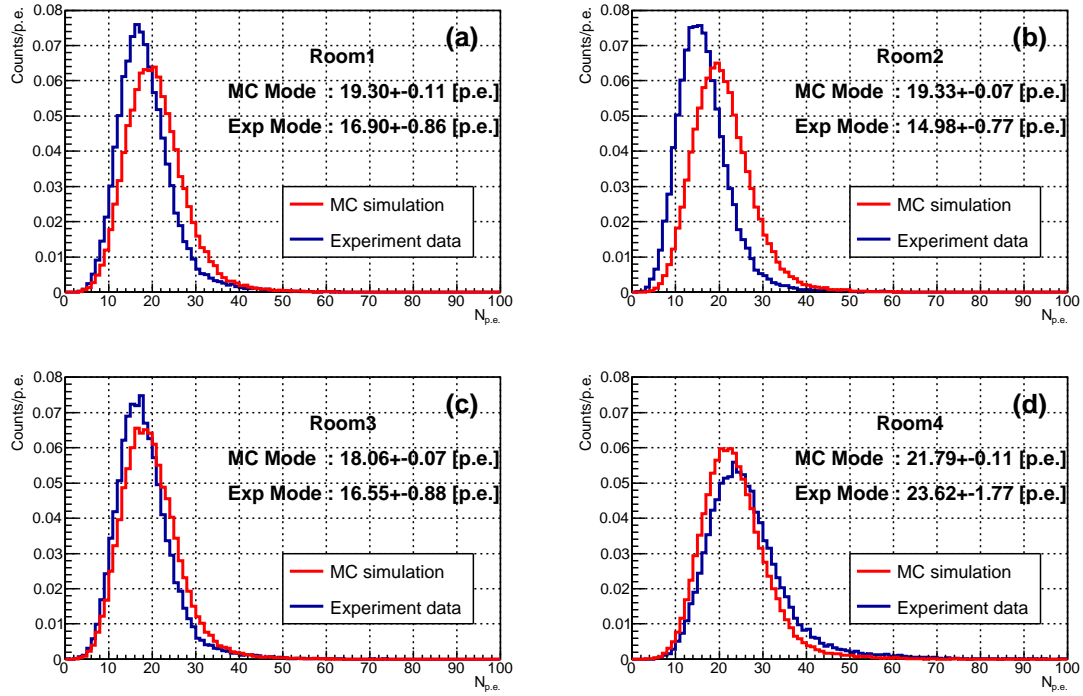 (a)
Room1
MC Mode : 19.30+-0.11 [p.e.]
Exp Mode : 16.90+-0.86 [p.e.]
MC simulation
Experiment data
Counts/p.e.
0.08
0.07
0.06
0.05
0.04
0.03
0.02
0.01
0
0 10 20 30 40 50 60 70 80 90 100
N_p.e.
(b)
Room2
MC Mode : 19.33+-0.07 [p.e.]
Exp Mode : 14.98+-0.77 [p.e.]
MC simulation
Experiment data
Counts/p.e.
0.08
0.07
0.06
0.05
0.04
0.03
0.02
0.01
0
0 10 20 30 40 50 60 70 80 90 100
N_p.e.
(c)
Room3
MC Mode : 18.06+-0.07 [p.e.]
Exp Mode : 16.55+-0.88 [p.e.]
MC simulation
Experiment data
Counts/p.e.
0.08
0.07
0.06
0.05
0.04
0.03
0.02
0.01
0
0 10 20 30 40 50 60 70 80 90 100
N_p.e.
(d)
Room4
MC Mode : 21.79+-0.11 [p.e.]
Exp Mode : 23.62+-1.77 [p.e.]
MC simulation
Experiment data
Counts/p.e.
0.08
0.07
0.06
0.05
0.04
0.03
0.02
0.01
0
0 10 20 30 40 50 60 70 80 90 100
N_p.e.